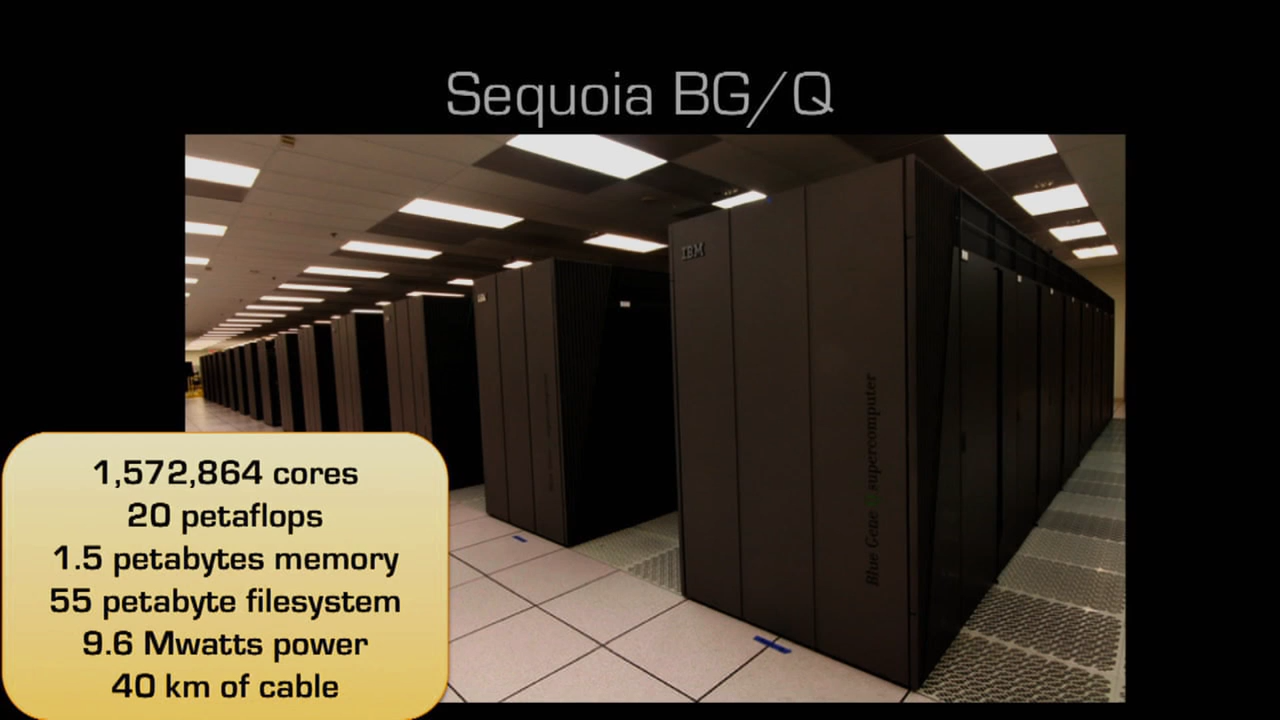 Sequoia BG/Q
IBM
Blue Gene supercomputer
1,572,864 cores
20 petaflops
1.5 petabytes memory
55 petabyte filesystem
9.6 Mwatts power
40 km of cable